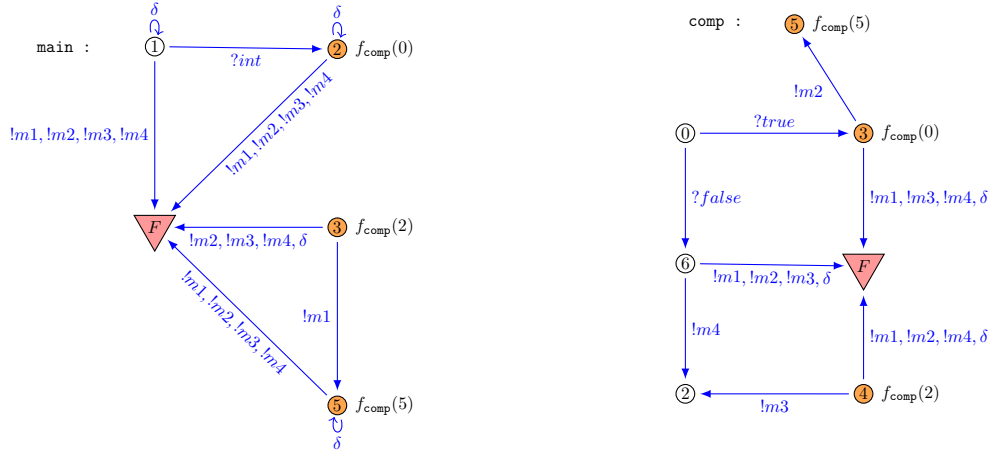 main :
δ
1
?int
δ
2
f_comp(0)
!m1, !m2, !m3, !m4
!m1, !m2, !m3, !m4
F
!m2, !m3, !m4, δ
3
f_comp(2)
!m1, !m2, !m3, !m4
!m1
5
f_comp(5)
δ
comp :
5
f_comp(5)
!m2
0
?true
3
f_comp(0)
?false
!m1, !m3, !m4, δ
6
!m1, !m2, !m3, δ
F
!m4
!m1, !m2, !m4, δ
2
!m3
4
f_comp(2)